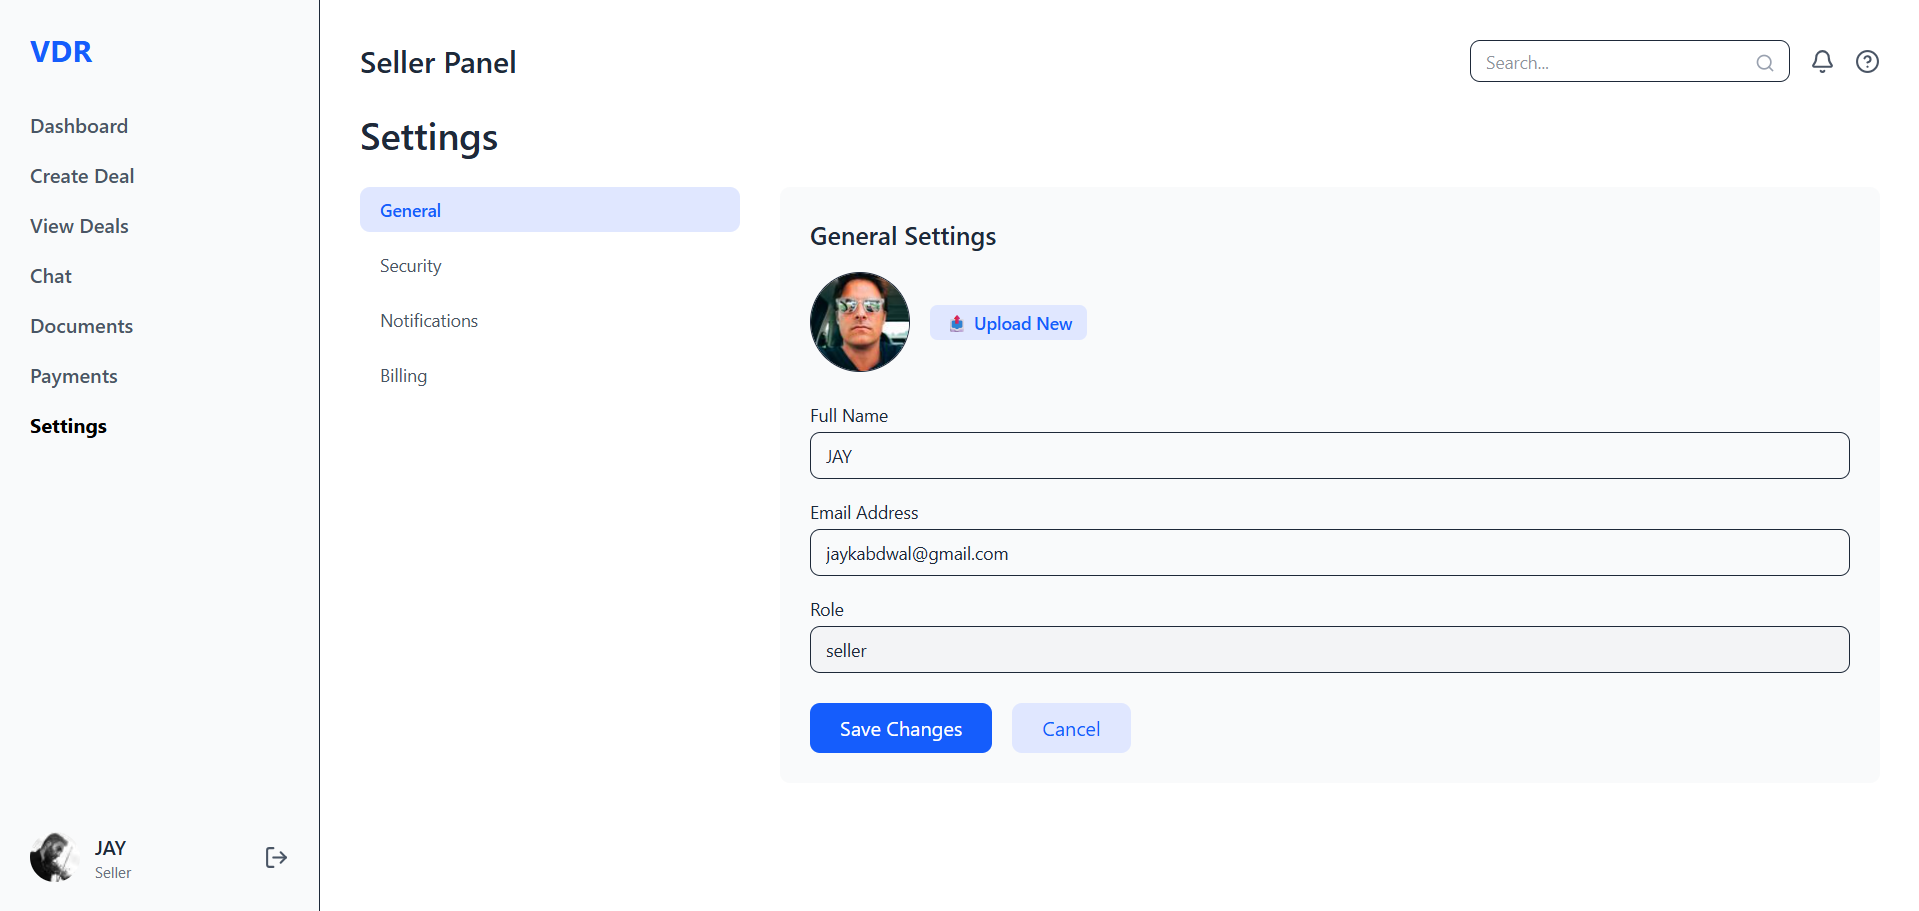 VDR
Dashboard
Create Deal
View Deals
Chat
Documents
Payments
Settings
JAY
Seller
Seller Panel
Search...
Settings
General
Security
Notifications
Billing
General Settings
Upload New
Full Name
JAY
Email Address
jaykabdwal@gmail.com
Role
seller
Save Changes
Cancel